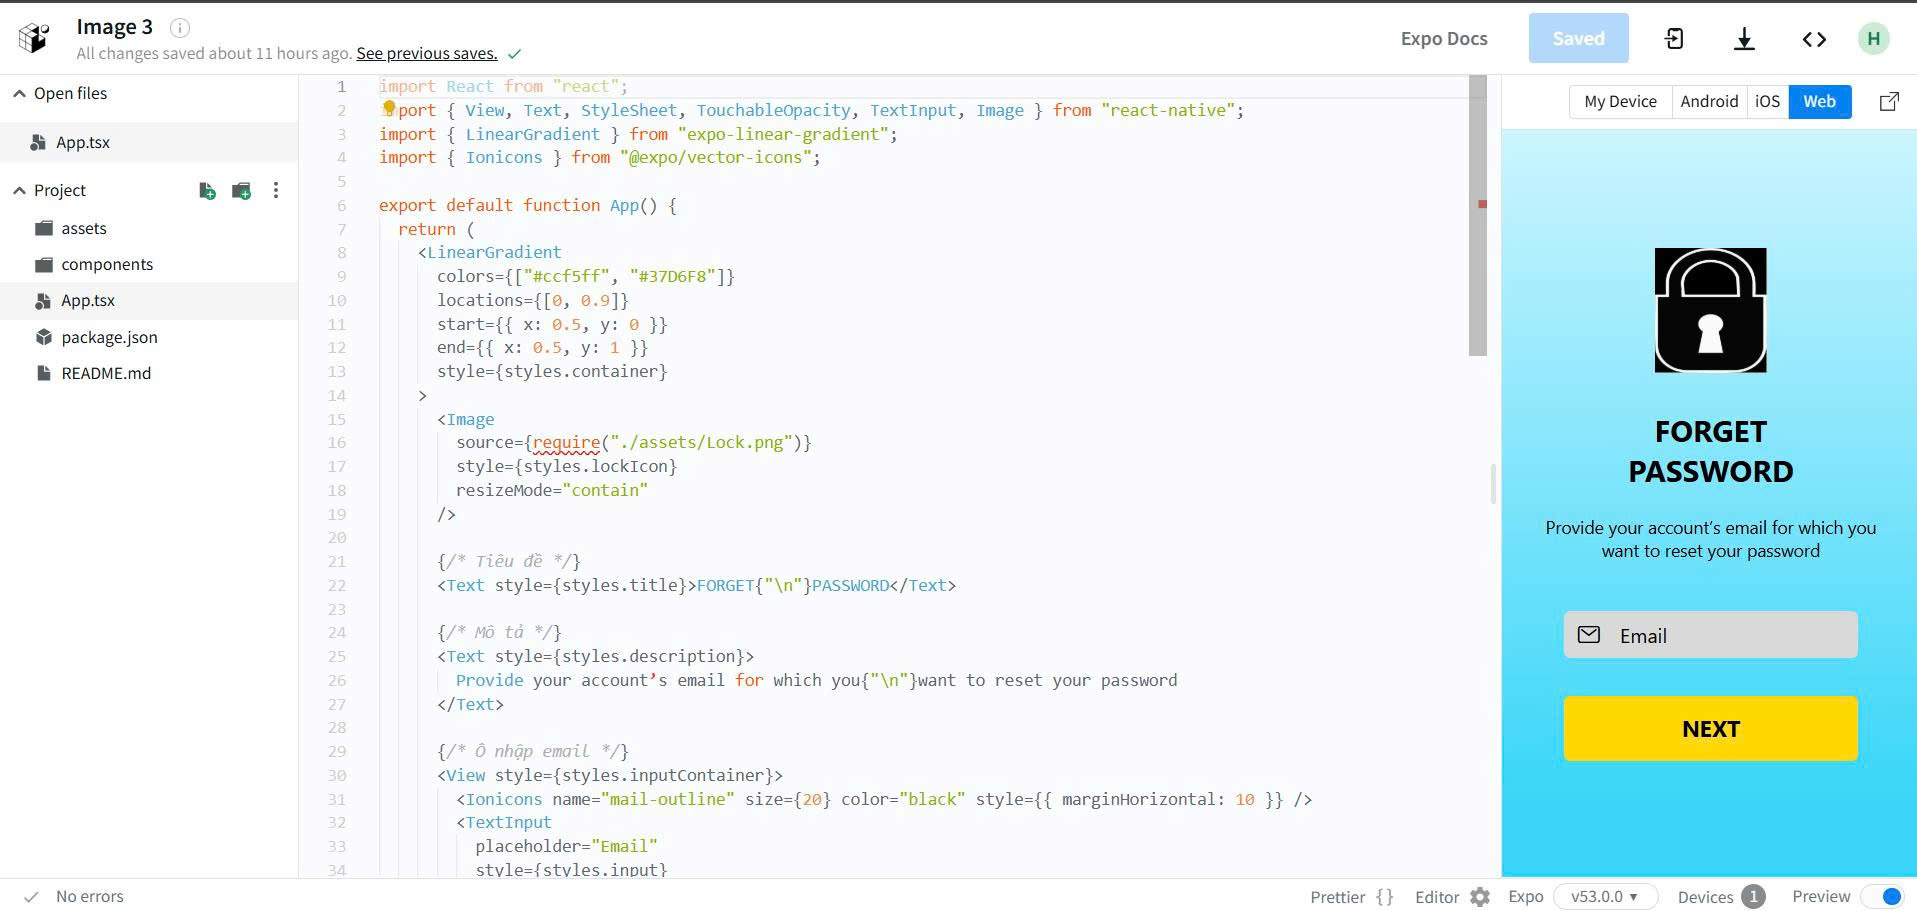 Image 3
All changes saved about 11 hours ago. See previous saves.
Expo Docs
Saved
H
Open files
App.tsx
Project
assets
components
App.tsx
package.json
README.md
1 import React from "react";
2 import { View, Text, StyleSheet, TouchableOpacity, TextInput, Image } from "react-native";
3 import { LinearGradient } from "expo-linear-gradient";
4 import { Ionicons } from "@expo/vector-icons";
5
6 export default function App() {
7 return (
8 <LinearGradient
9 colors={["#ccf5ff", "#37D6F8"]}
10 locations={[0, 0.9]}
11 start={{ x: 0.5, y: 0 }}
12 end={{ x: 0.5, y: 1 }}
13 style={styles.container}
14 >
15 <Image
16 source={require("./assets/Lock.png")}
17 style={styles.lockIcon}
18 resizeMode="contain"
19 />
20
21 {/* Tiêu đề */}
22 <Text style={styles.title}>FORGET{"\n"}PASSWORD</Text>
23
24 {/* Mô tả */}
25 <Text style={styles.description}>
26 Provide your account’s email for which you{"\n"}want to reset your password
27 </Text>
28
29 {/* Ô nhập email */}
30 <View style={styles.inputContainer}>
31 <Ionicons name="mail-outline" size={20} color="black" style={{ marginHorizontal: 10 }} />
32 <TextInput
33 placeholder="Email"
34 style={styles.input}
My Device Android iOS Web
FORGET
PASSWORD
Provide your account’s email for which you
want to reset your password
Email
NEXT
No errors
Prettier {} Editor Expo v53.0.0 Devices 1 Preview